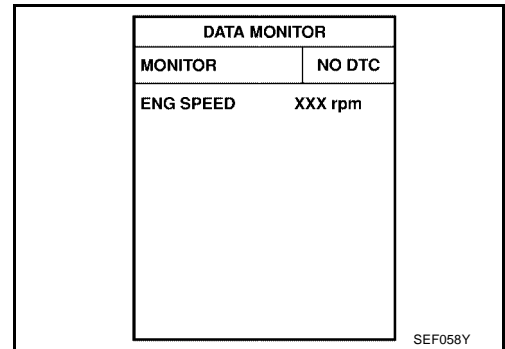 DATA MONITOR
MONITOR NO DTC
ENG SPEED XXX rpm
SEF058Y